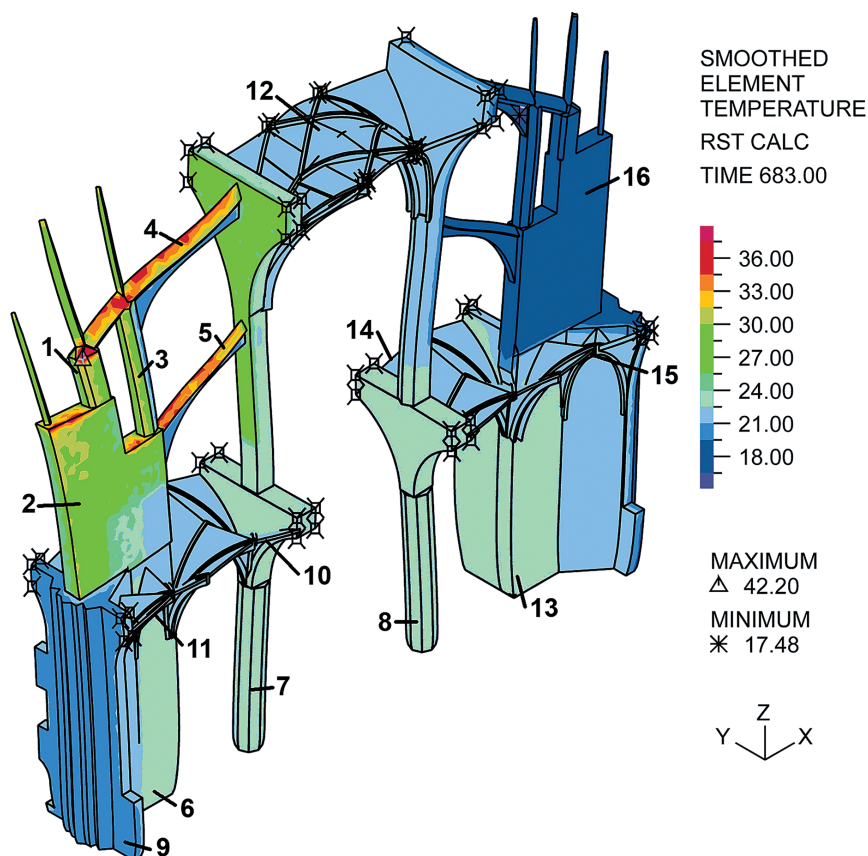 SMOOTHED
ELEMENT
TEMPERATURE
RST CALC
TIME 683.00
12
16
4
36.00
33.00
30.00
27.00
24.00
21.00
18.00
1
3
5
14
15
2
10
MAXIMUM
42.20
MINIMUM
17.48
8
13
11
7
6
9
Z
Y
X